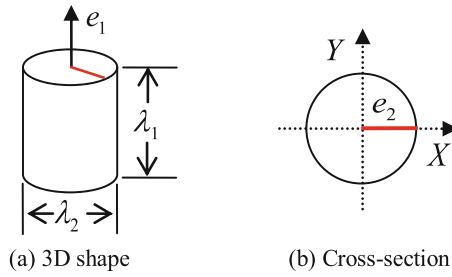 e₁
λ₁
λ₂
(a) 3D shape
Y
e₂
X
(b) Cross-section